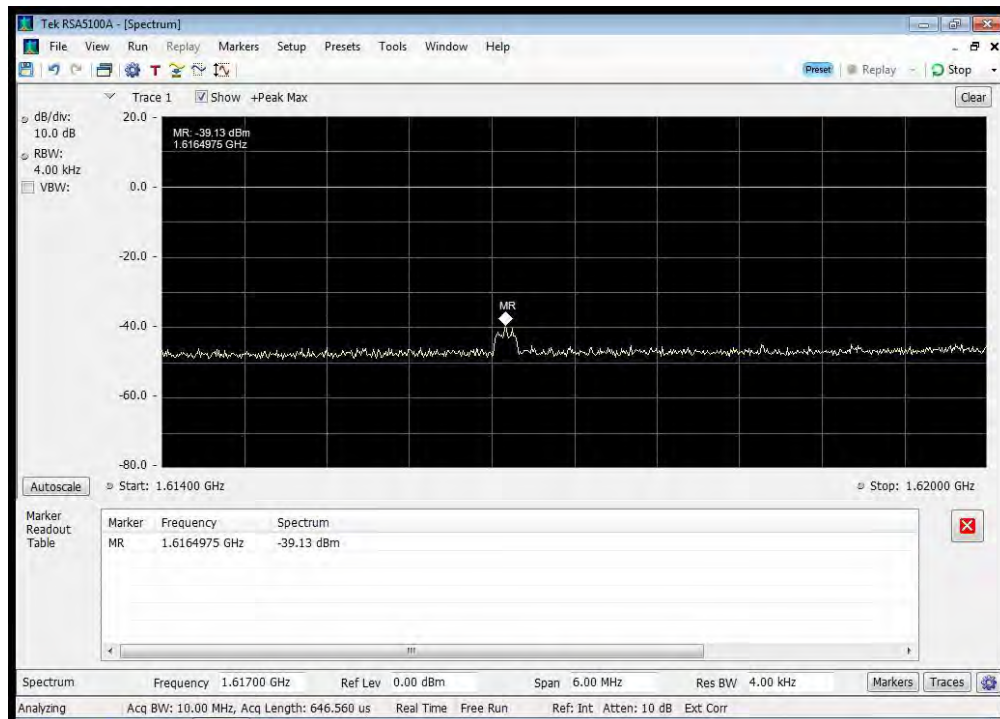 Tek RSA5100A - [Spectrum]
File View Run Replay Markers Setup Presets Tools Window Help
Preset Replay Stop
Trace 1 Show +Peak Max Clear
dB/div:
10.0 dB
RBW:
4.00 kHz
VBW:
20.0
0.0
-20.0
-40.0
-60.0
-80.0
MR: -39.13 dBm
1.6164975 GHz
MR
Autoscale Start: 1.61400 GHz Stop: 1.62000 GHz
Marker
Readout
Table
Marker Frequency Spectrum
MR 1.6164975 GHz -39.13 dBm
Spectrum Frequency 1.61700 GHz Ref Lev 0.00 dBm Span 6.00 MHz Res BW 4.00 kHz Markers Traces
Analyzing Acq BW: 10.00 MHz, Acq Length: 646.560 us Real Time Free Run Ref: Int Atten: 10 dB Ext Corr